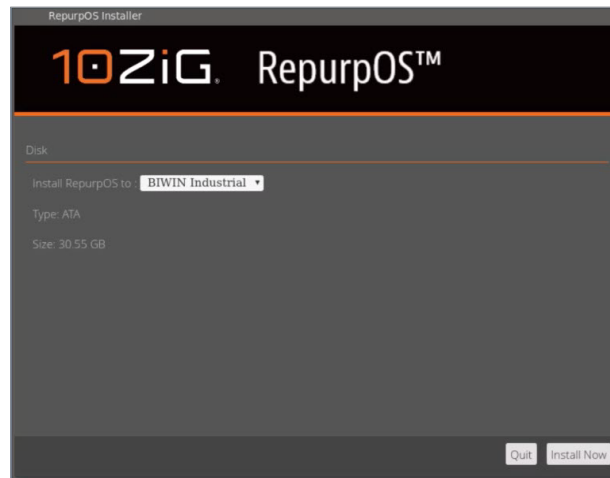 RepurpOS Installer
10ZiG® RepurpOS™
Disk
Install RepurpOS to : BIWIN Industrial
Type: ATA
Size: 30.55 GB
Quit Install Now